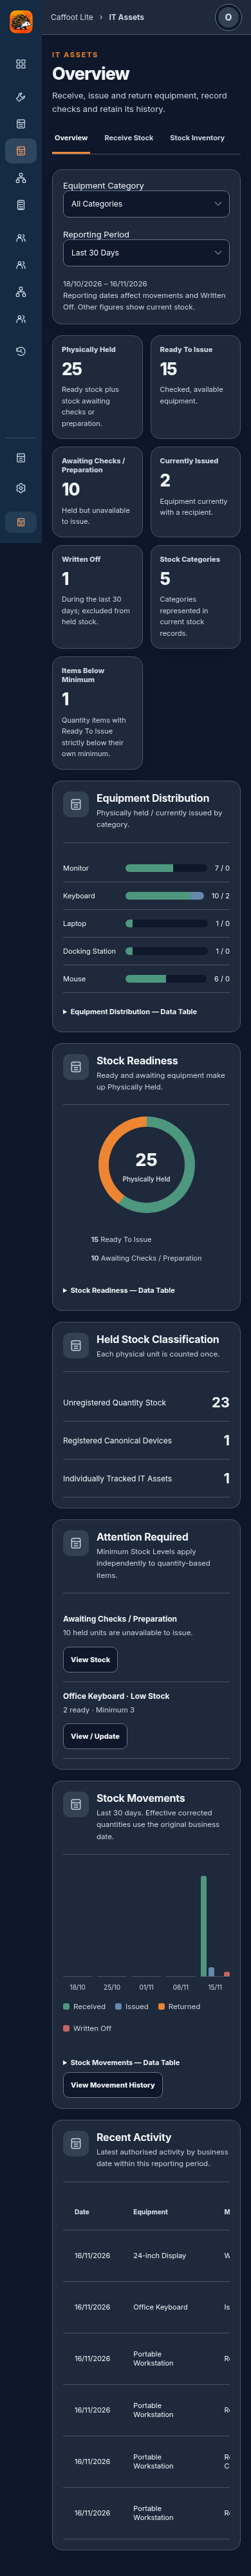 Caffoot Lite › IT Assets
O
IT ASSETS
Overview
Receive, issue and return equipment, record
checks and retain its history.
Overview Receive Stock Stock Inventory
Equipment Category
All Categories
Reporting Period
Last 30 Days
18/10/2026 – 16/11/2026
Reporting dates affect movements and Written
Off. Other figures show current stock.
Physically Held
25
Ready stock plus
stock awaiting
checks or
preparation.
Ready To Issue
15
Checked, available
equipment.
Awaiting Checks /
Preparation
10
Held but unavailable
to issue.
Currently Issued
2
Equipment currently
with a recipient.
Written Off
1
During the last 30
days; excluded from
held stock.
Stock Categories
5
Categories
represented in
current stock
records.
Items Below
Minimum
1
Quantity items with
Ready To Issue
strictly below their
own minimum.
Equipment Distribution
Physically held / currently issued by
category.
Monitor 7 / 0
Keyboard 10 / 2
Laptop 1 / 0
Docking Station 1 / 0
Mouse 6 / 0
Equipment Distribution — Data Table
Stock Readiness
Ready and awaiting equipment make
up Physically Held.
25
Physically Held
15 Ready To Issue
10 Awaiting Checks / Preparation
Stock Readiness — Data Table
Held Stock Classification
Each physical unit is counted once.
Unregistered Quantity Stock 23
Registered Canonical Devices 1
Individually Tracked IT Assets 1
Attention Required
Minimum Stock Levels apply
independently to quantity-based
items.
Awaiting Checks / Preparation
10 held units are unavailable to issue.
View Stock
Office Keyboard · Low Stock
2 ready · Minimum 3
View / Update
Stock Movements
Last 30 days. Effective corrected
quantities use the original business
date.
18/10 25/10 01/11 08/11 15/11
Received Issued Returned
Written Off
Stock Movements — Data Table
View Movement History
Recent Activity
Latest authorised activity by business
date within this reporting period.
Date Equipment M
16/11/2026 24-inch Display W
16/11/2026 Office Keyboard Is
16/11/2026 Portable Workstation Re
16/11/2026 Portable Workstation Re
16/11/2026 Portable Workstation Re C
16/11/2026 Portable Workstation Re